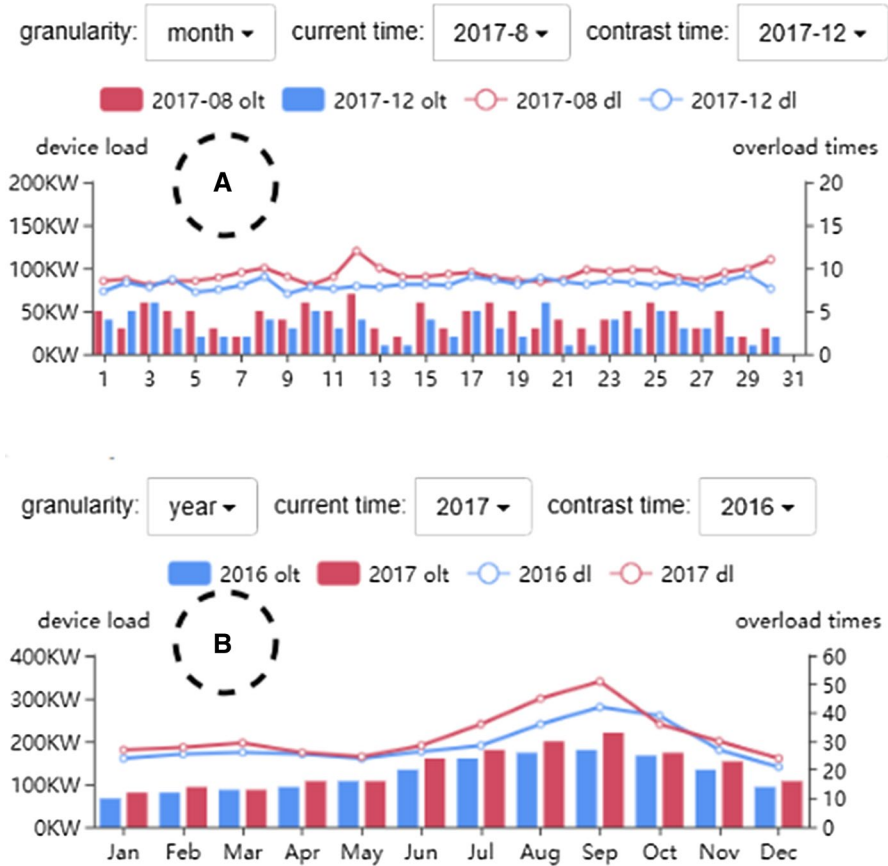 granularity: month current time: 2017-8 contrast time: 2017-12
2017-08 olt 2017-12 olt 2017-08 dl 2017-12 dl
device load overload times
A
200KW 20
150KW 15
100KW 10
50KW 5
0KW 0
1 3 5 7 9 11 13 15 17 19 21 23 25 27 29 31
granularity: year current time: 2017 contrast time: 2016
2016 olt 2017 olt 2016 dl 2017 dl
device load overload times
B
400KW 60
50
300KW 40
200KW 30
20
100KW 10
0KW 0
Jan Feb Mar Apr May Jun Jul Aug Sep Oct Nov Dec